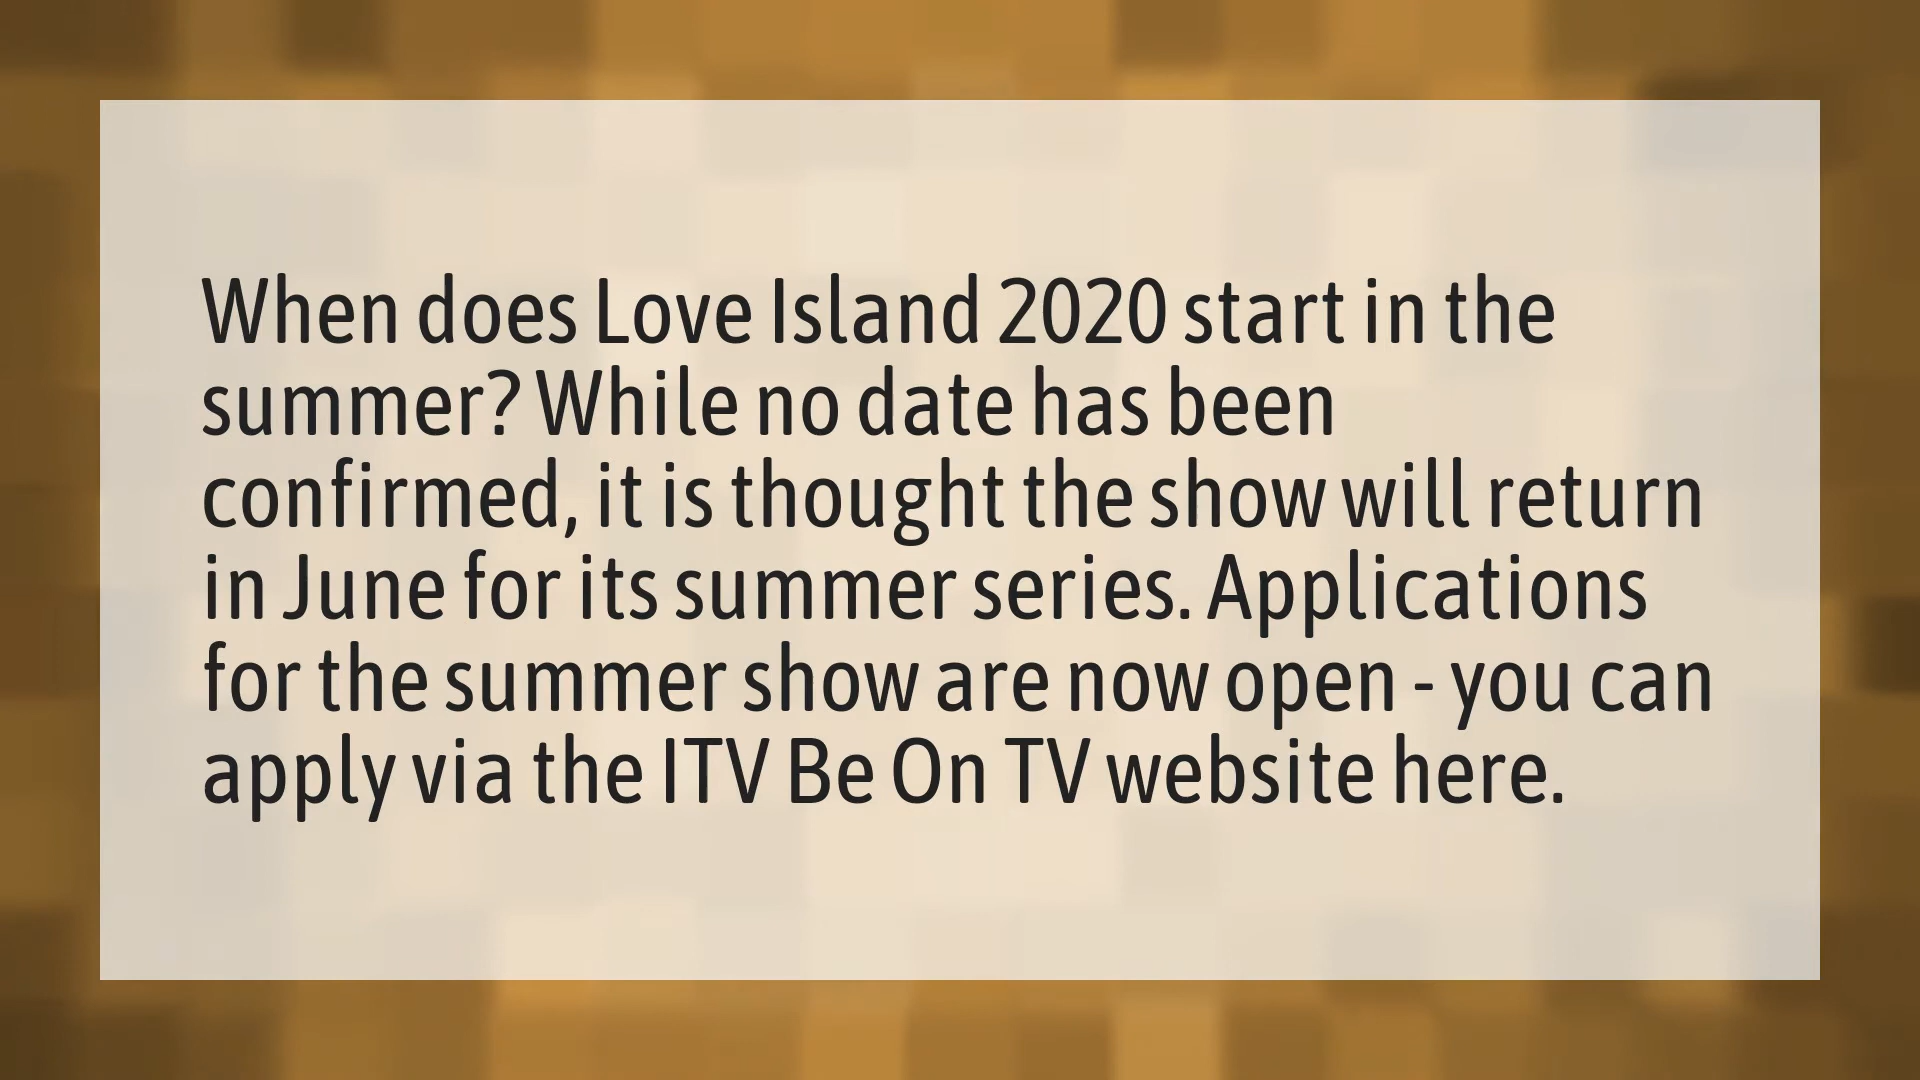 When does Love Island 2020 start in the
summer? While no date has been
confirmed, it is thought the show will return
in June for its summer series. Applications
for the summer show are now open - you can
apply via the ITV Be On TV website here.